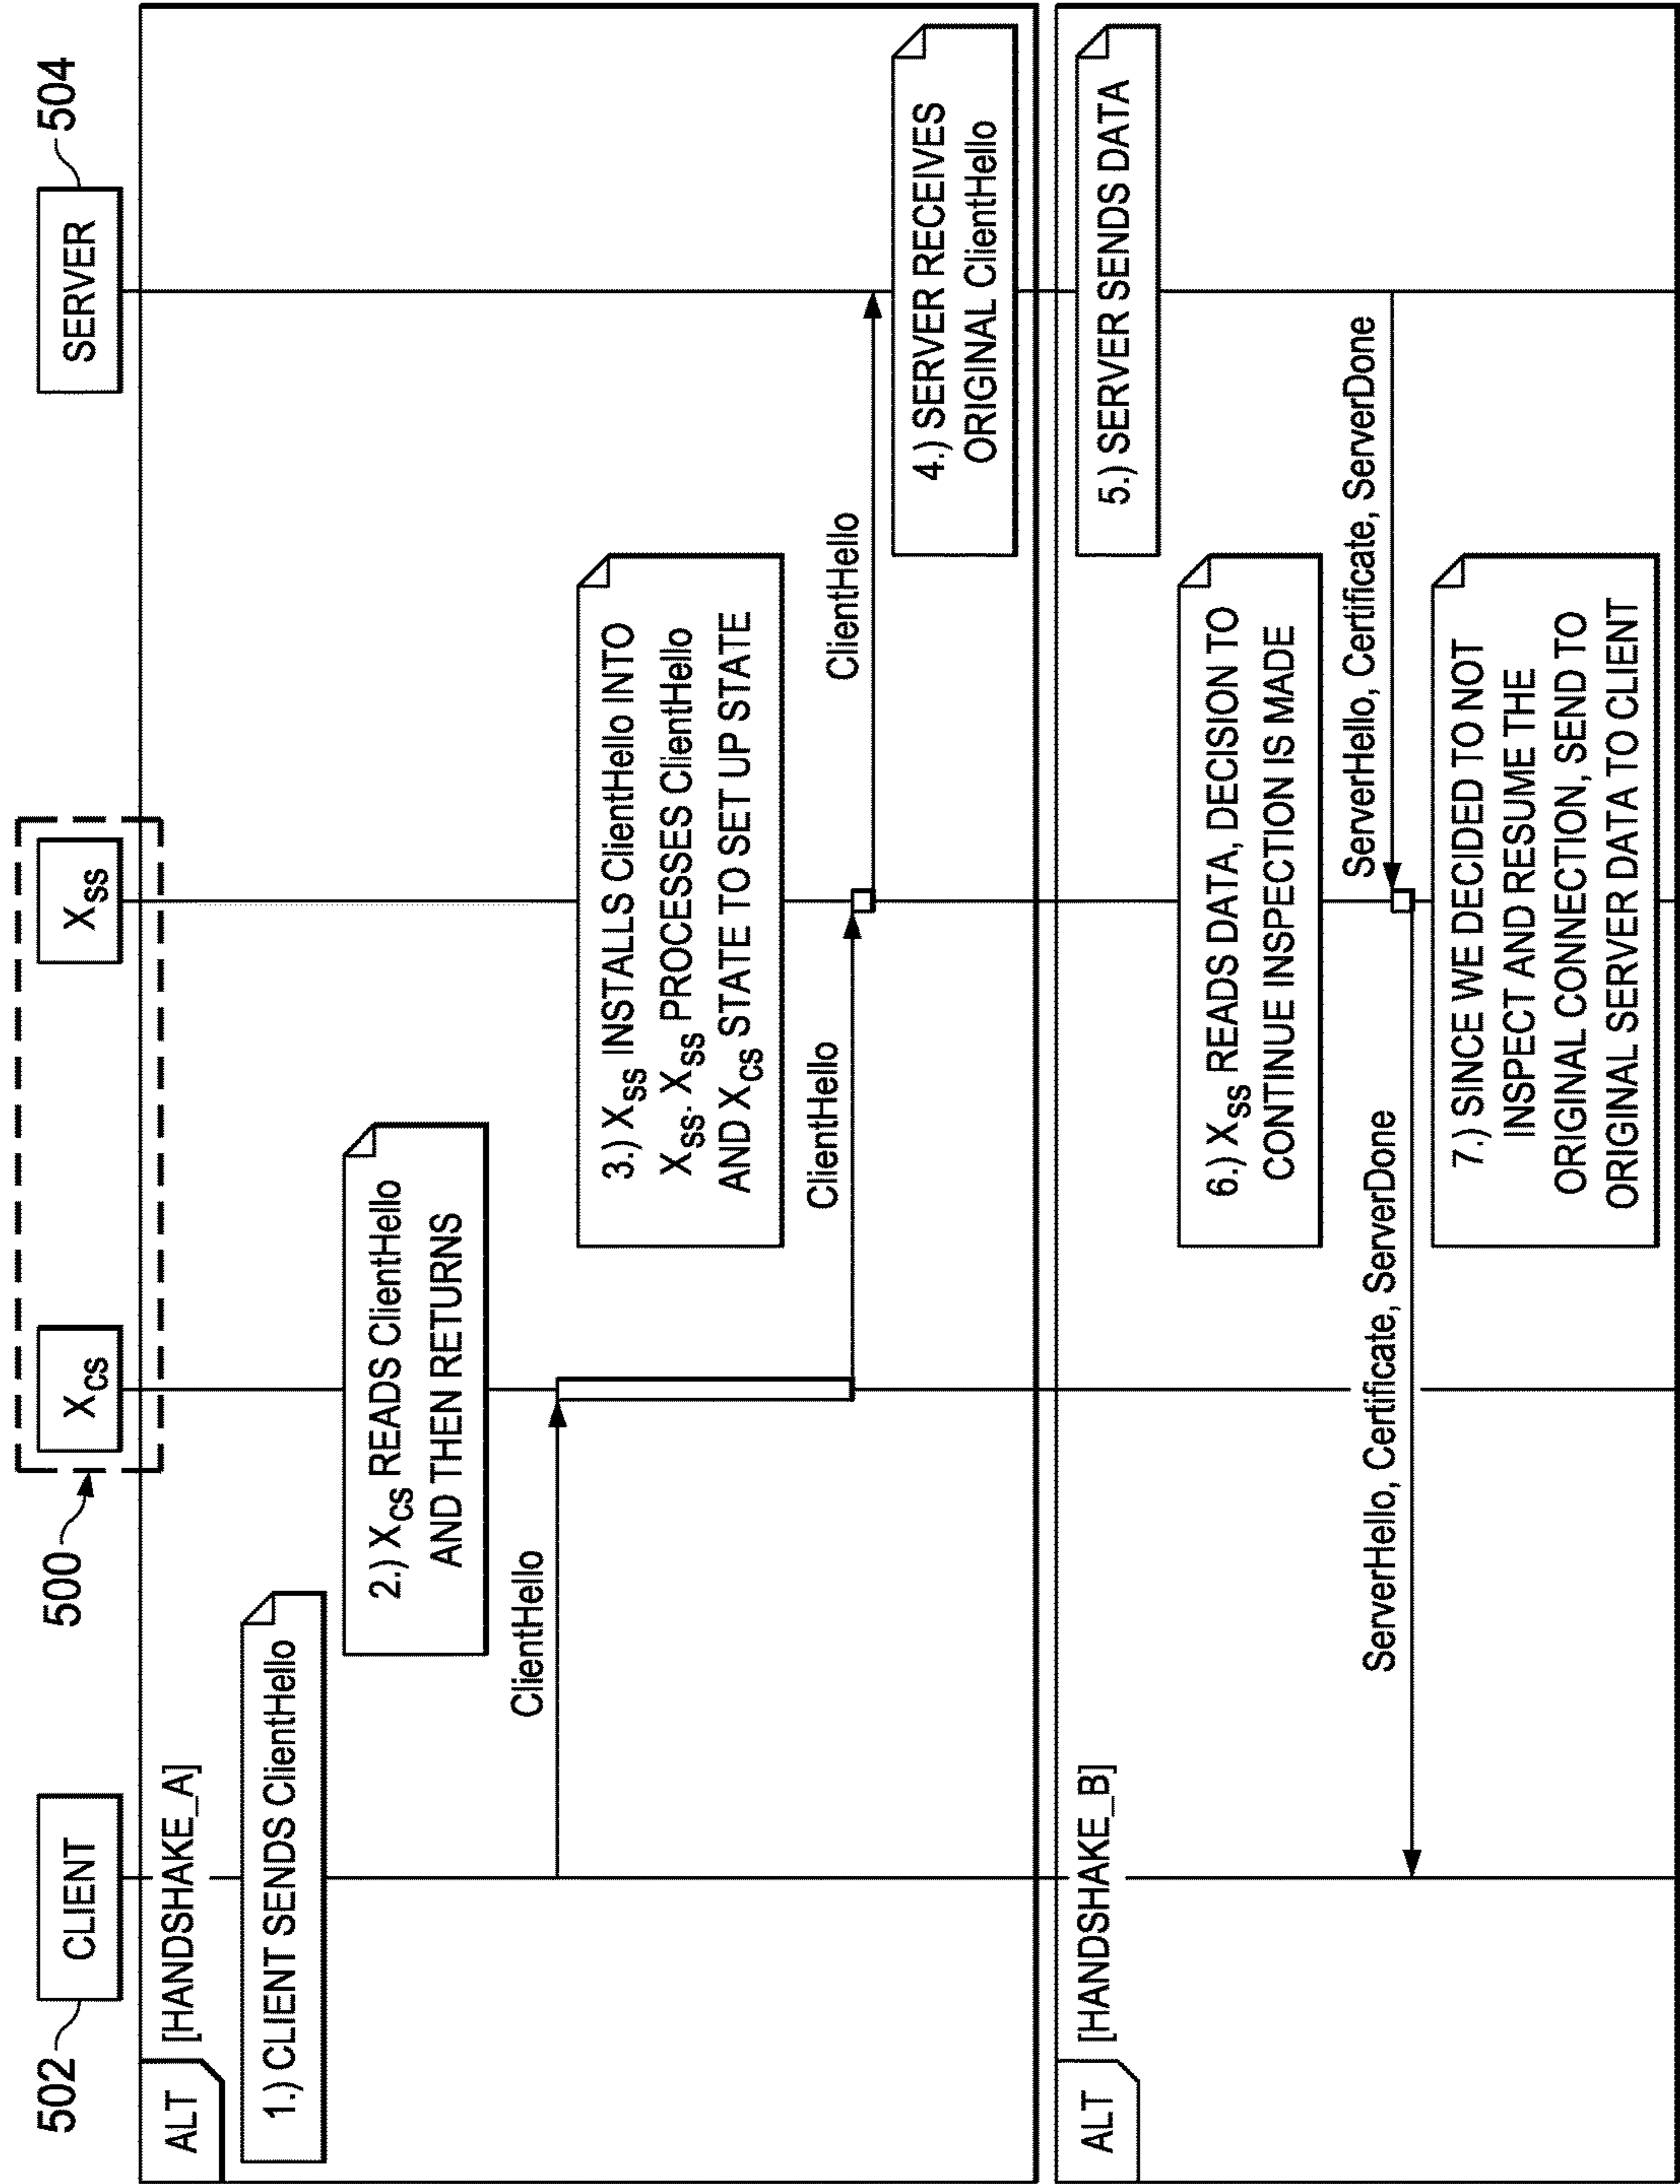 500
502
CLIENT
Xcs
Xss
SERVER
504
ALT
[HANDSHAKE_A]
1.) CLIENT SENDS ClientHello
2.) Xcs READS ClientHello
AND THEN RETURNS
ClientHello
3.) Xss INSTALLS ClientHello INTO
Xss. Xss PROCESSES ClientHello
AND Xcs STATE TO SET UP STATE
ClientHello
ClientHello
4.) SERVER RECEIVES
ORIGINAL ClientHello
ALT
[HANDSHAKE_B]
5.) SERVER SENDS DATA
6.) Xss READS DATA, DECISION TO
CONTINUE INSPECTION IS MADE
ServerHello, Certificate, ServerDone
ServerHello, Certificate, ServerDone
7.) SINCE WE DECIDED TO NOT
INSPECT AND RESUME THE
ORIGINAL CONNECTION, SEND TO
ORIGINAL SERVER DATA TO CLIENT